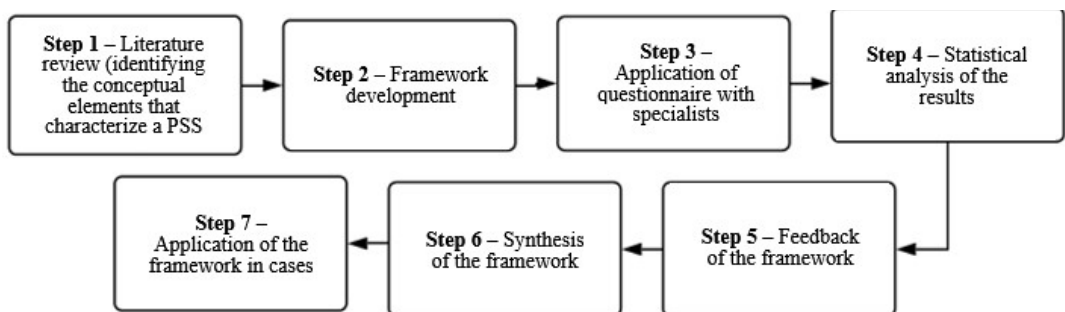 Step 1 – Literature
review (identifying
the conceptual
elements that
characterize a PSS
Step 2 – Framework
development
Step 3 –
Application of
questionnaire with
specialists
Step 4 – Statistical
analysis of the
results
Step 5 – Feedback
of the framework
Step 6 – Synthesis
of the framework
Step 7 –
Application of the
framework in cases